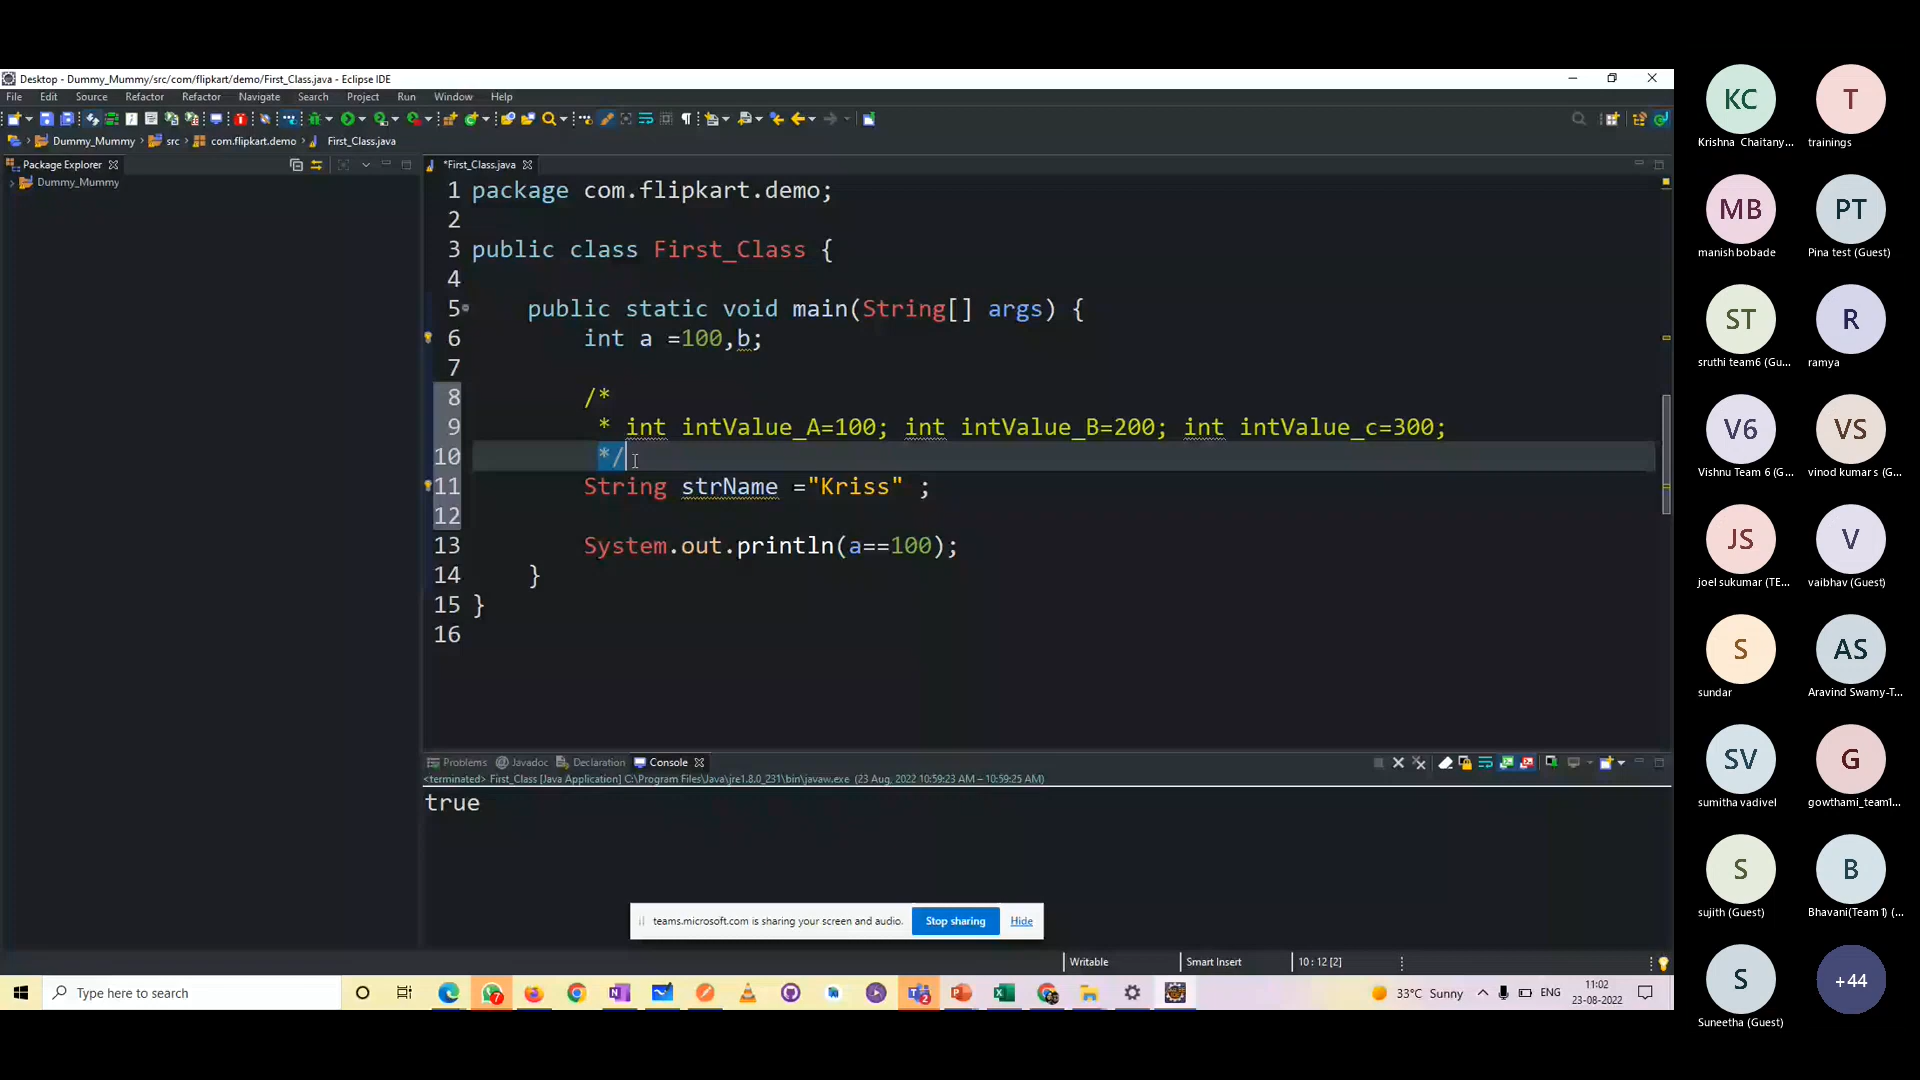 Desktop - Dummy_Mummy/src/com/flipkart/demo/First_Class.java - Eclipse IDE
File Edit Source Refactor Refactor Navigate Search Project Run Window Help
Dummy_Mummy src com.flipkart.demo First_Class.java
Package Explorer
Dummy_Mummy
*First_Class.java
1 package com.flipkart.demo;
2
3 public class First_Class {
4
5 public static void main(String[] args) {
6 int a =100,b;
7
8 /*
9 * int intValue_A=100; int intValue_B=200; int intValue_c=300;
10 */
11 String strName ="Kriss" ;
12
13 System.out.println(a==100);
14 }
15 }
16
Problems @ Javadoc Declaration Console
<terminated> First_Class [Java Application] C:\Program Files\Java\jre1.8.0_231\bin\javaw.exe (23 Aug, 2022 10:59:23 AM – 10:59:25 AM)
true
teams.microsoft.com is sharing your screen and audio. Stop sharing Hide
Writable Smart Insert 10 : 12 [2]
Type here to search
7
2
33°C Sunny
ENG
11:02
23-08-2022
KC T
Krishna Chaitany... trainings
MB PT
manish bobade Pina test (Guest)
ST R
sruthi team6 (Gu... ramya
V6 VS
Vishnu Team 6 (G... vinod kumar s (G...
JS V
joel sukumar (TE... vaibhav (Guest)
S AS
sundar Aravind Swamy-T...
SV G
sumitha vadivel gowthami_team1...
S B
sujith (Guest) Bhavani(Team 1) (...
S +44
Suneetha (Guest)